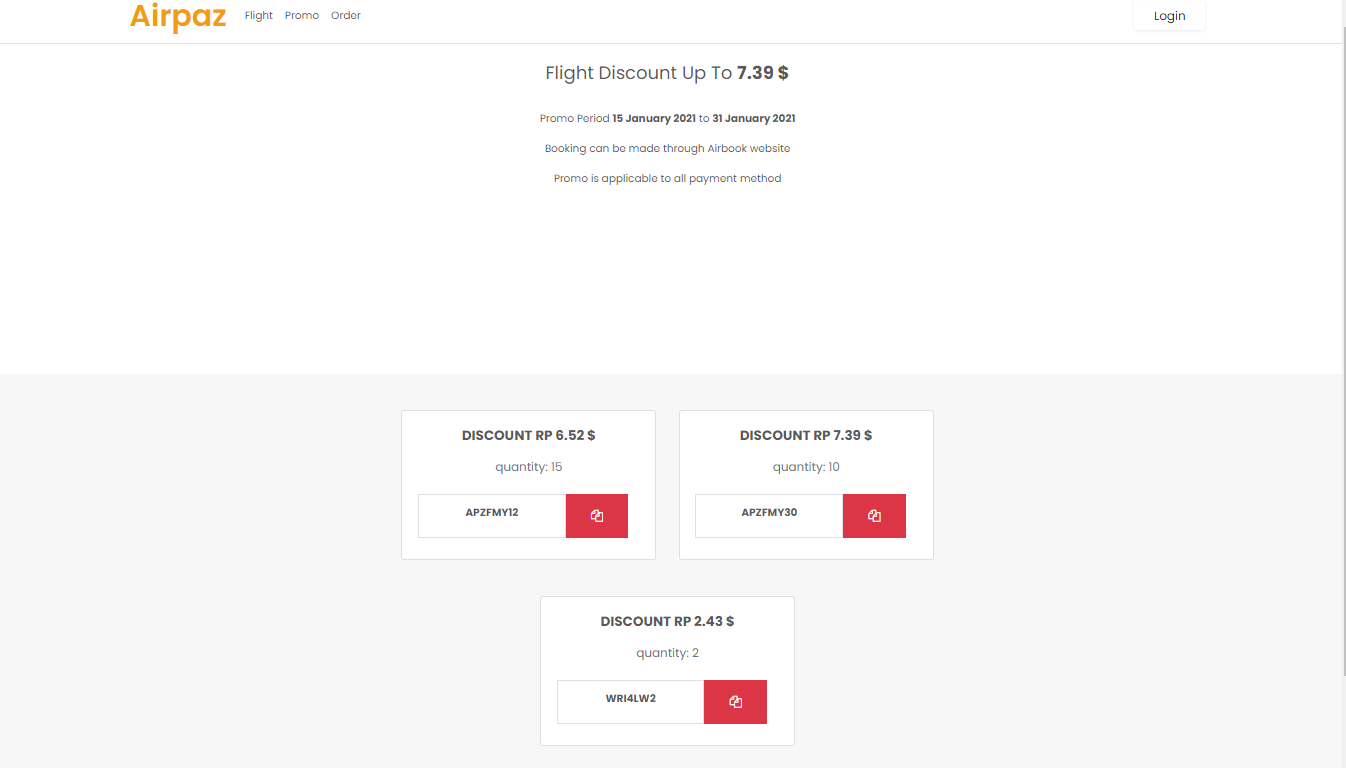 Airpaz Flight Promo Order Login
Flight Discount Up To 7.39 $
Promo Period 15 January 2021 to 31 January 2021
Booking can be made through Airbook website
Promo is applicable to all payment method
DISCOUNT RP 6.52 $
quantity: 15
APZFMY12
DISCOUNT RP 7.39 $
quantity: 10
APZFMY30
DISCOUNT RP 2.43 $
quantity: 2
WRI4LW2